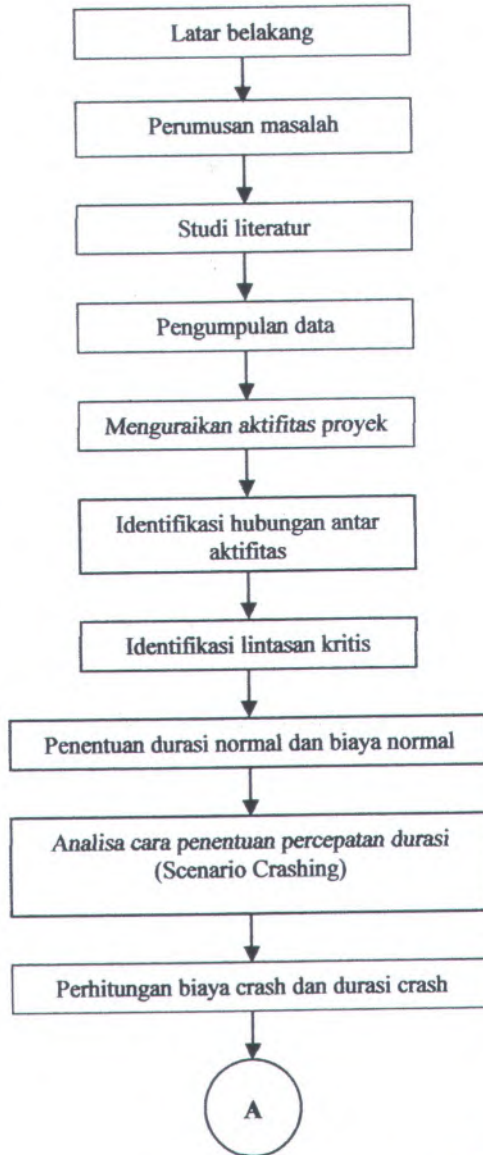 Latar belakang
Perumusan masalah
Studi literatur
Pengumpulan data
Menguraikan aktifitas proyek
Identifikasi hubungan antar
aktifitas
Identifikasi lintasan kritis
Penentuan durasi normal dan biaya normal
Analisa cara penentuan percepatan durasi
(Scenario Crashing)
Perhitungan biaya crash dan durasi crash
A